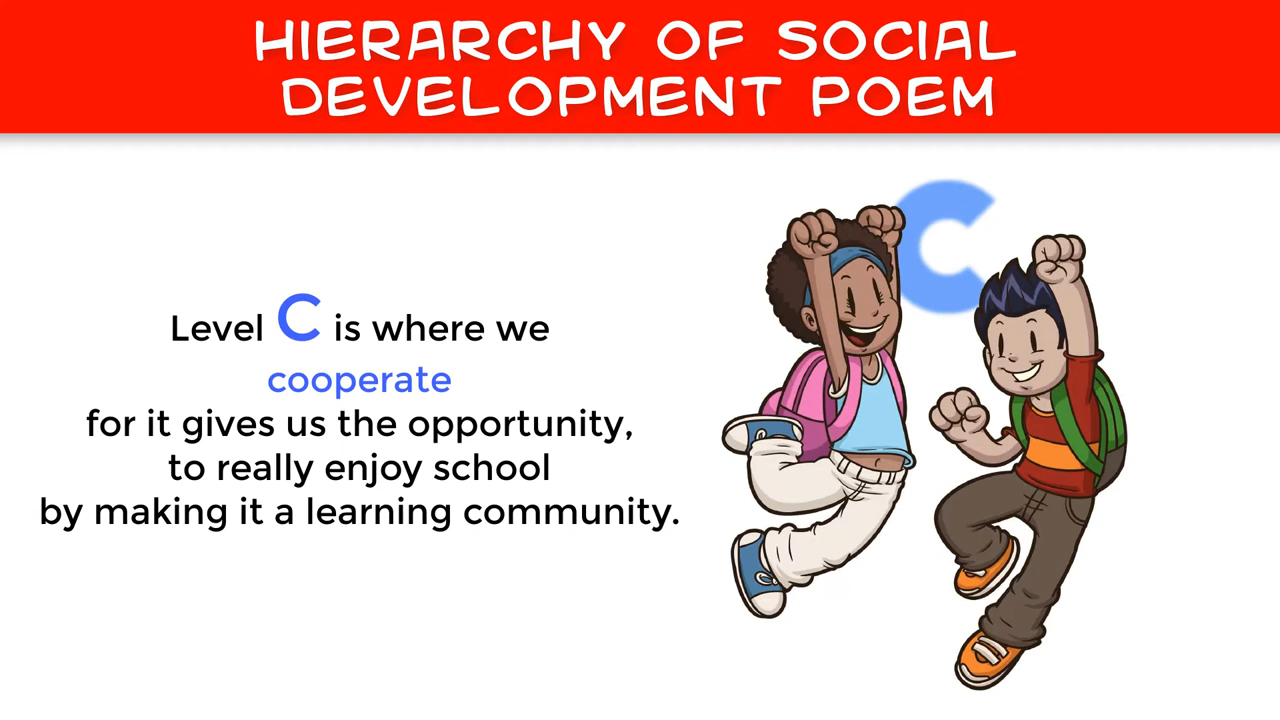 HIERARCHY OF SOCIAL
DEVELOPMENT POEM
C
Level C is where we
cooperate
for it gives us the opportunity,
to really enjoy school
by making it a learning community.